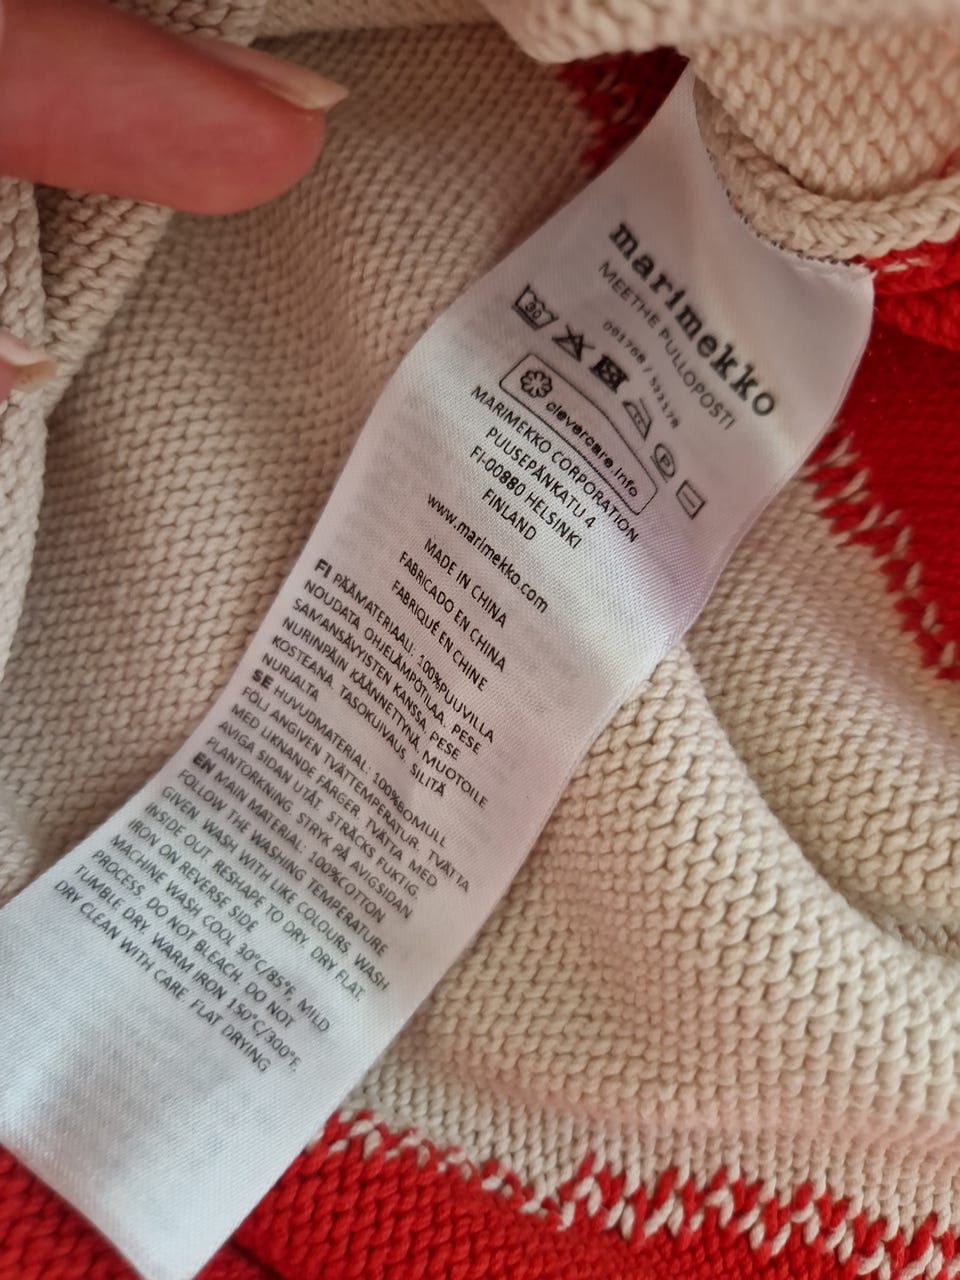 marimekko
MEETHE PULLOPOSTI
30
P
clevercare.info
MARIMEKKO CORPORATION
PUUSEPÄNKATU 4
FI-00880 HELSINKI
FINLAND
www.marimekko.com
MADE IN CHINA
FABRICADO EN CHINA
FABRIQUÉ EN CHINE
FI PÄÄMATERIAALI: 100%PUUVILLA
NOUDATA OHJELÄMPÖTILAA. PESE
SAMANSÄVYISTEN KANSSA. PESE
NURINPÄIN KÄÄNNETTYNÄ. MUOTOILE
KOSTEANA. TASOKUIVAUS, SILITÄ
NURJALTA
SE HUVUDMATERIAL: 100%BOMULL
FÖLJ ANGIVEN TVÄTTEMPERATUR. TVÄTTA
MED LIKNANDE FÄRGER. TVÄTTA MED
AVIGA SIDAN UTÅT. STRÄCKS FUKTIG.
PLANTORKNING. STRYK PÅ AVIGSIDAN
EN MAIN MATERIAL: 100%COTTON
FOLLOW THE WASHING TEMPERATURE
GIVEN. WASH WITH LIKE COLOURS. WASH
INSIDE OUT. RESHAPE TO DRY. DRY FLAT.
IRON ON REVERSE SIDE
MACHINE WASH COOL 30°C/85°F, MILD
PROCESS. DO NOT BLEACH. DO NOT
TUMBLE DRY. WARM IRON 150°C/300°F.
DRY CLEAN WITH CARE. FLAT DRYING